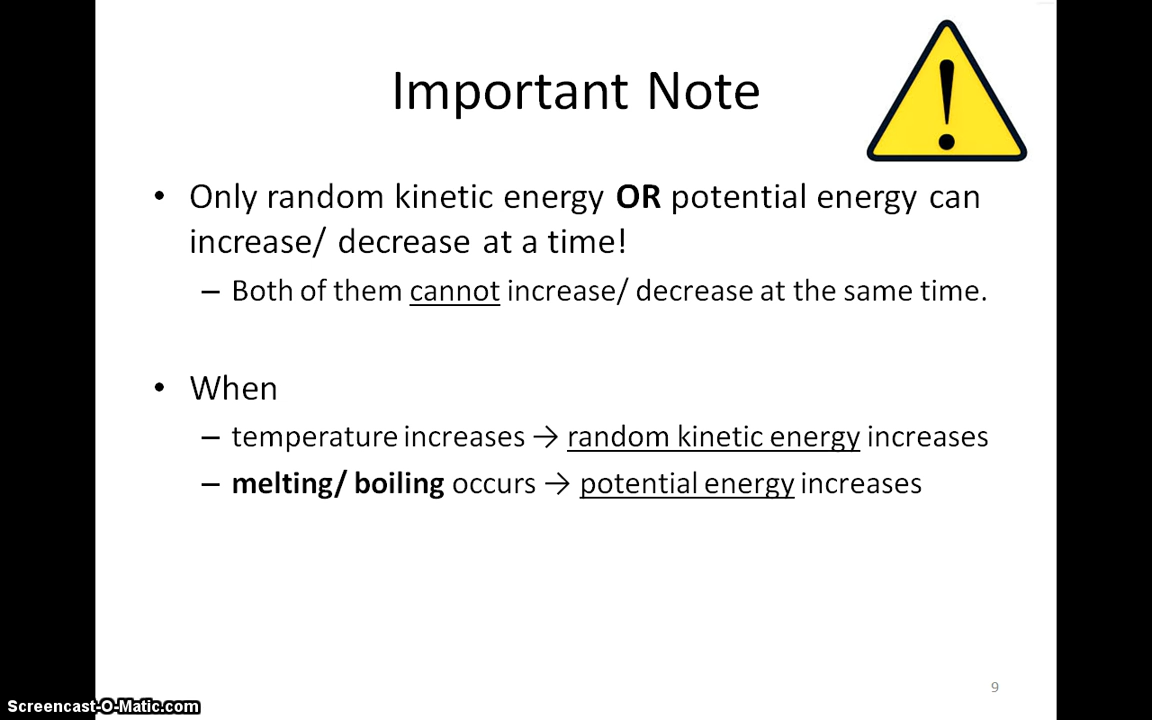 Important Note
• Only random kinetic energy OR potential energy can
increase/ decrease at a time!
– Both of them cannot increase/ decrease at the same time.
• When
– temperature increases → random kinetic energy increases
– melting/ boiling occurs → potential energy increases
9
Screencast-O-Matic.com